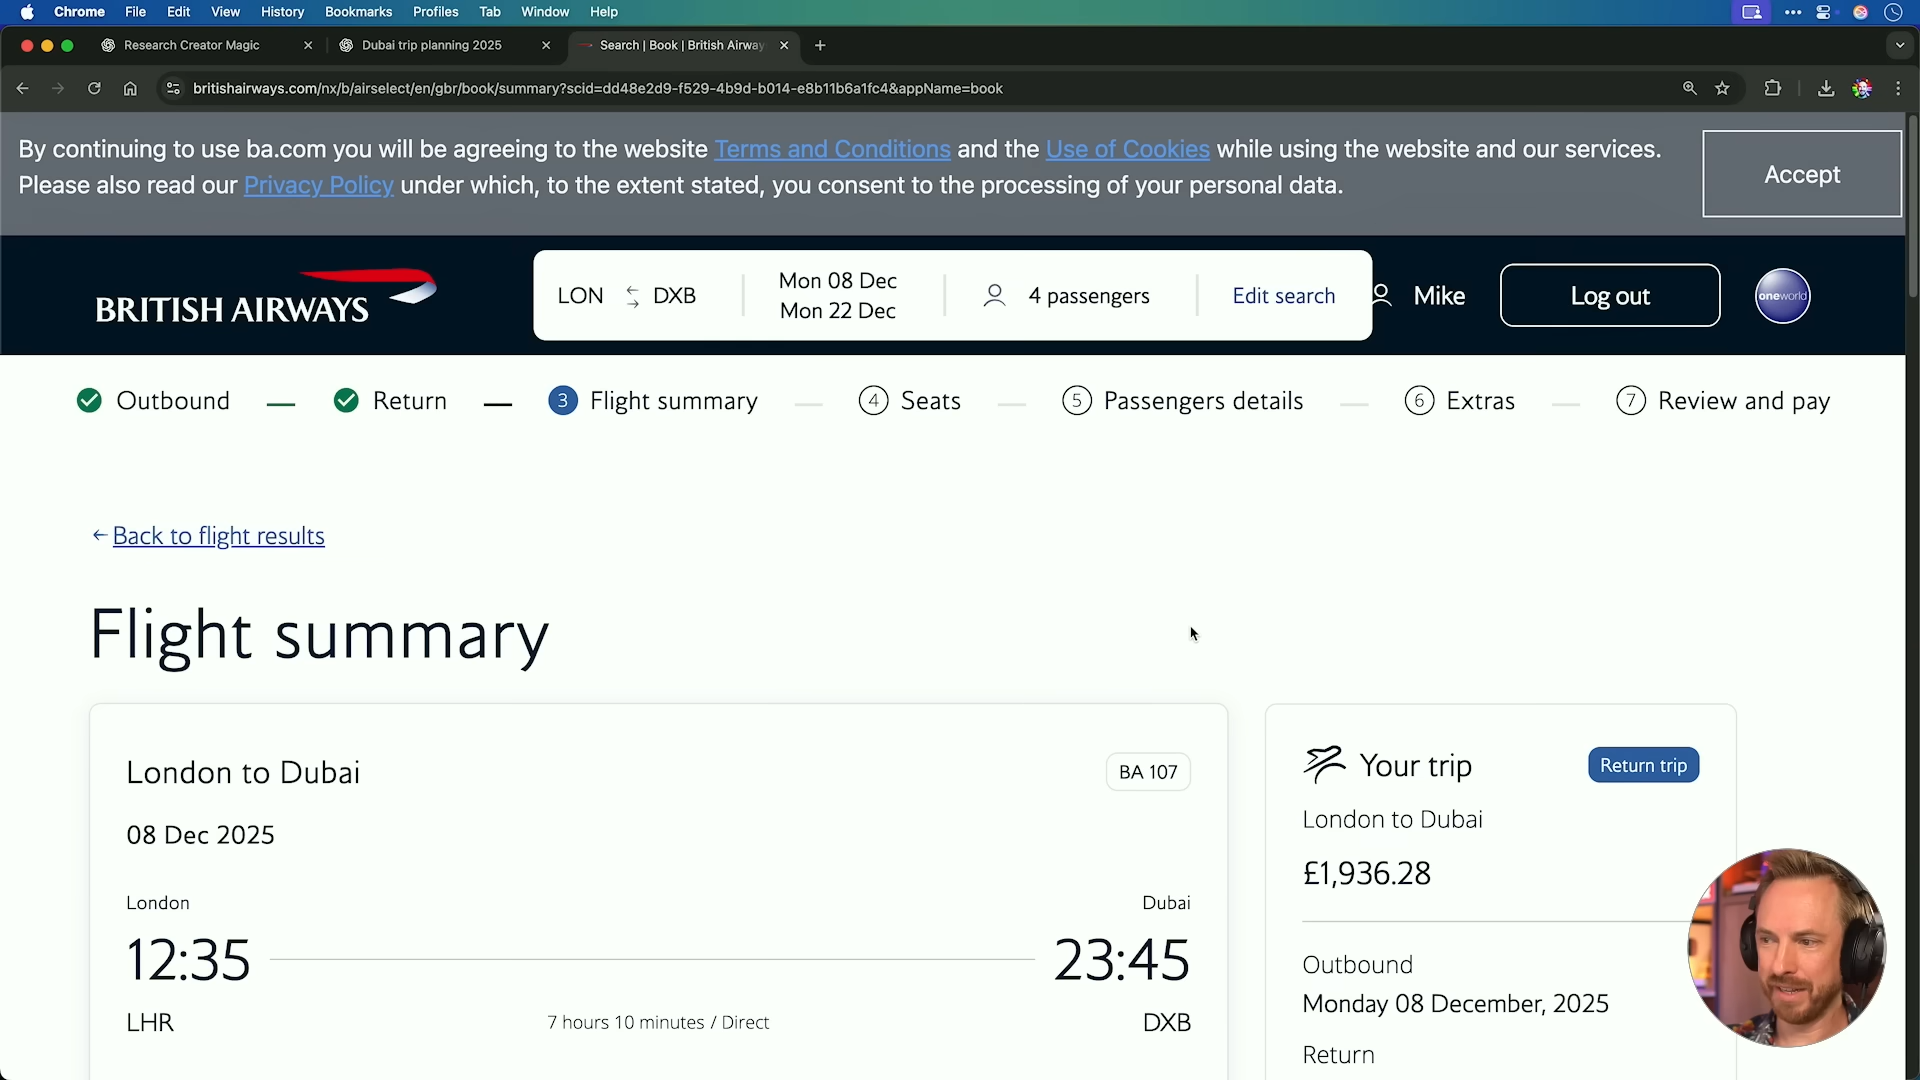 Chrome File Edit View History Bookmarks Profiles Tab Window Help
Research Creator Magic
Dubai trip planning 2025
Search | Book | British Airway
britishairways.com/nx/b/airselect/en/gbr/book/summary?scid=dd48e2d9-f529-4b9d-b014-e8b11b6a1fc4&appName=book
By continuing to use ba.com you will be agreeing to the website Terms and Conditions and the Use of Cookies while using the website and our services.
Please also read our Privacy Policy under which, to the extent stated, you consent to the processing of your personal data.
Accept
BRITISH AIRWAYS
LON DXB
Mon 08 Dec
Mon 22 Dec
4 passengers
Edit search
Mike
Log out
oneworld
Outbound
Return
3 Flight summary
4 Seats
5 Passengers details
6 Extras
7 Review and pay
Back to flight results
Flight summary
London to Dubai
BA 107
08 Dec 2025
London
Dubai
12:35
23:45
LHR
7 hours 10 minutes / Direct
DXB
Your trip
Return trip
London to Dubai
£1,936.28
Outbound
Monday 08 December, 2025
Return